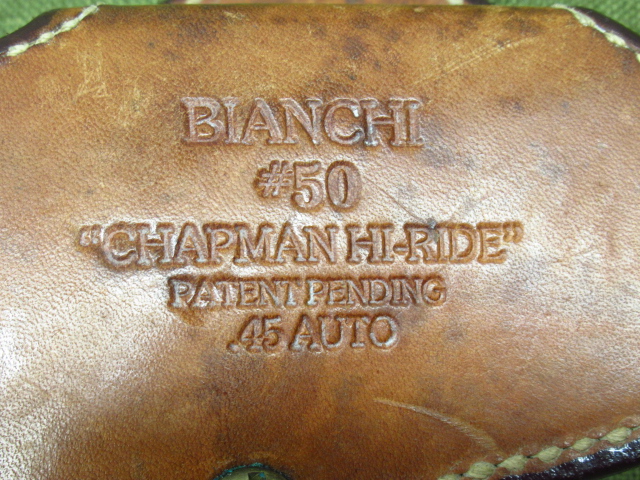 BIANCHI
#50
"CHAPMAN HI-RIDE"
PATENT PENDING
.45 AUTO